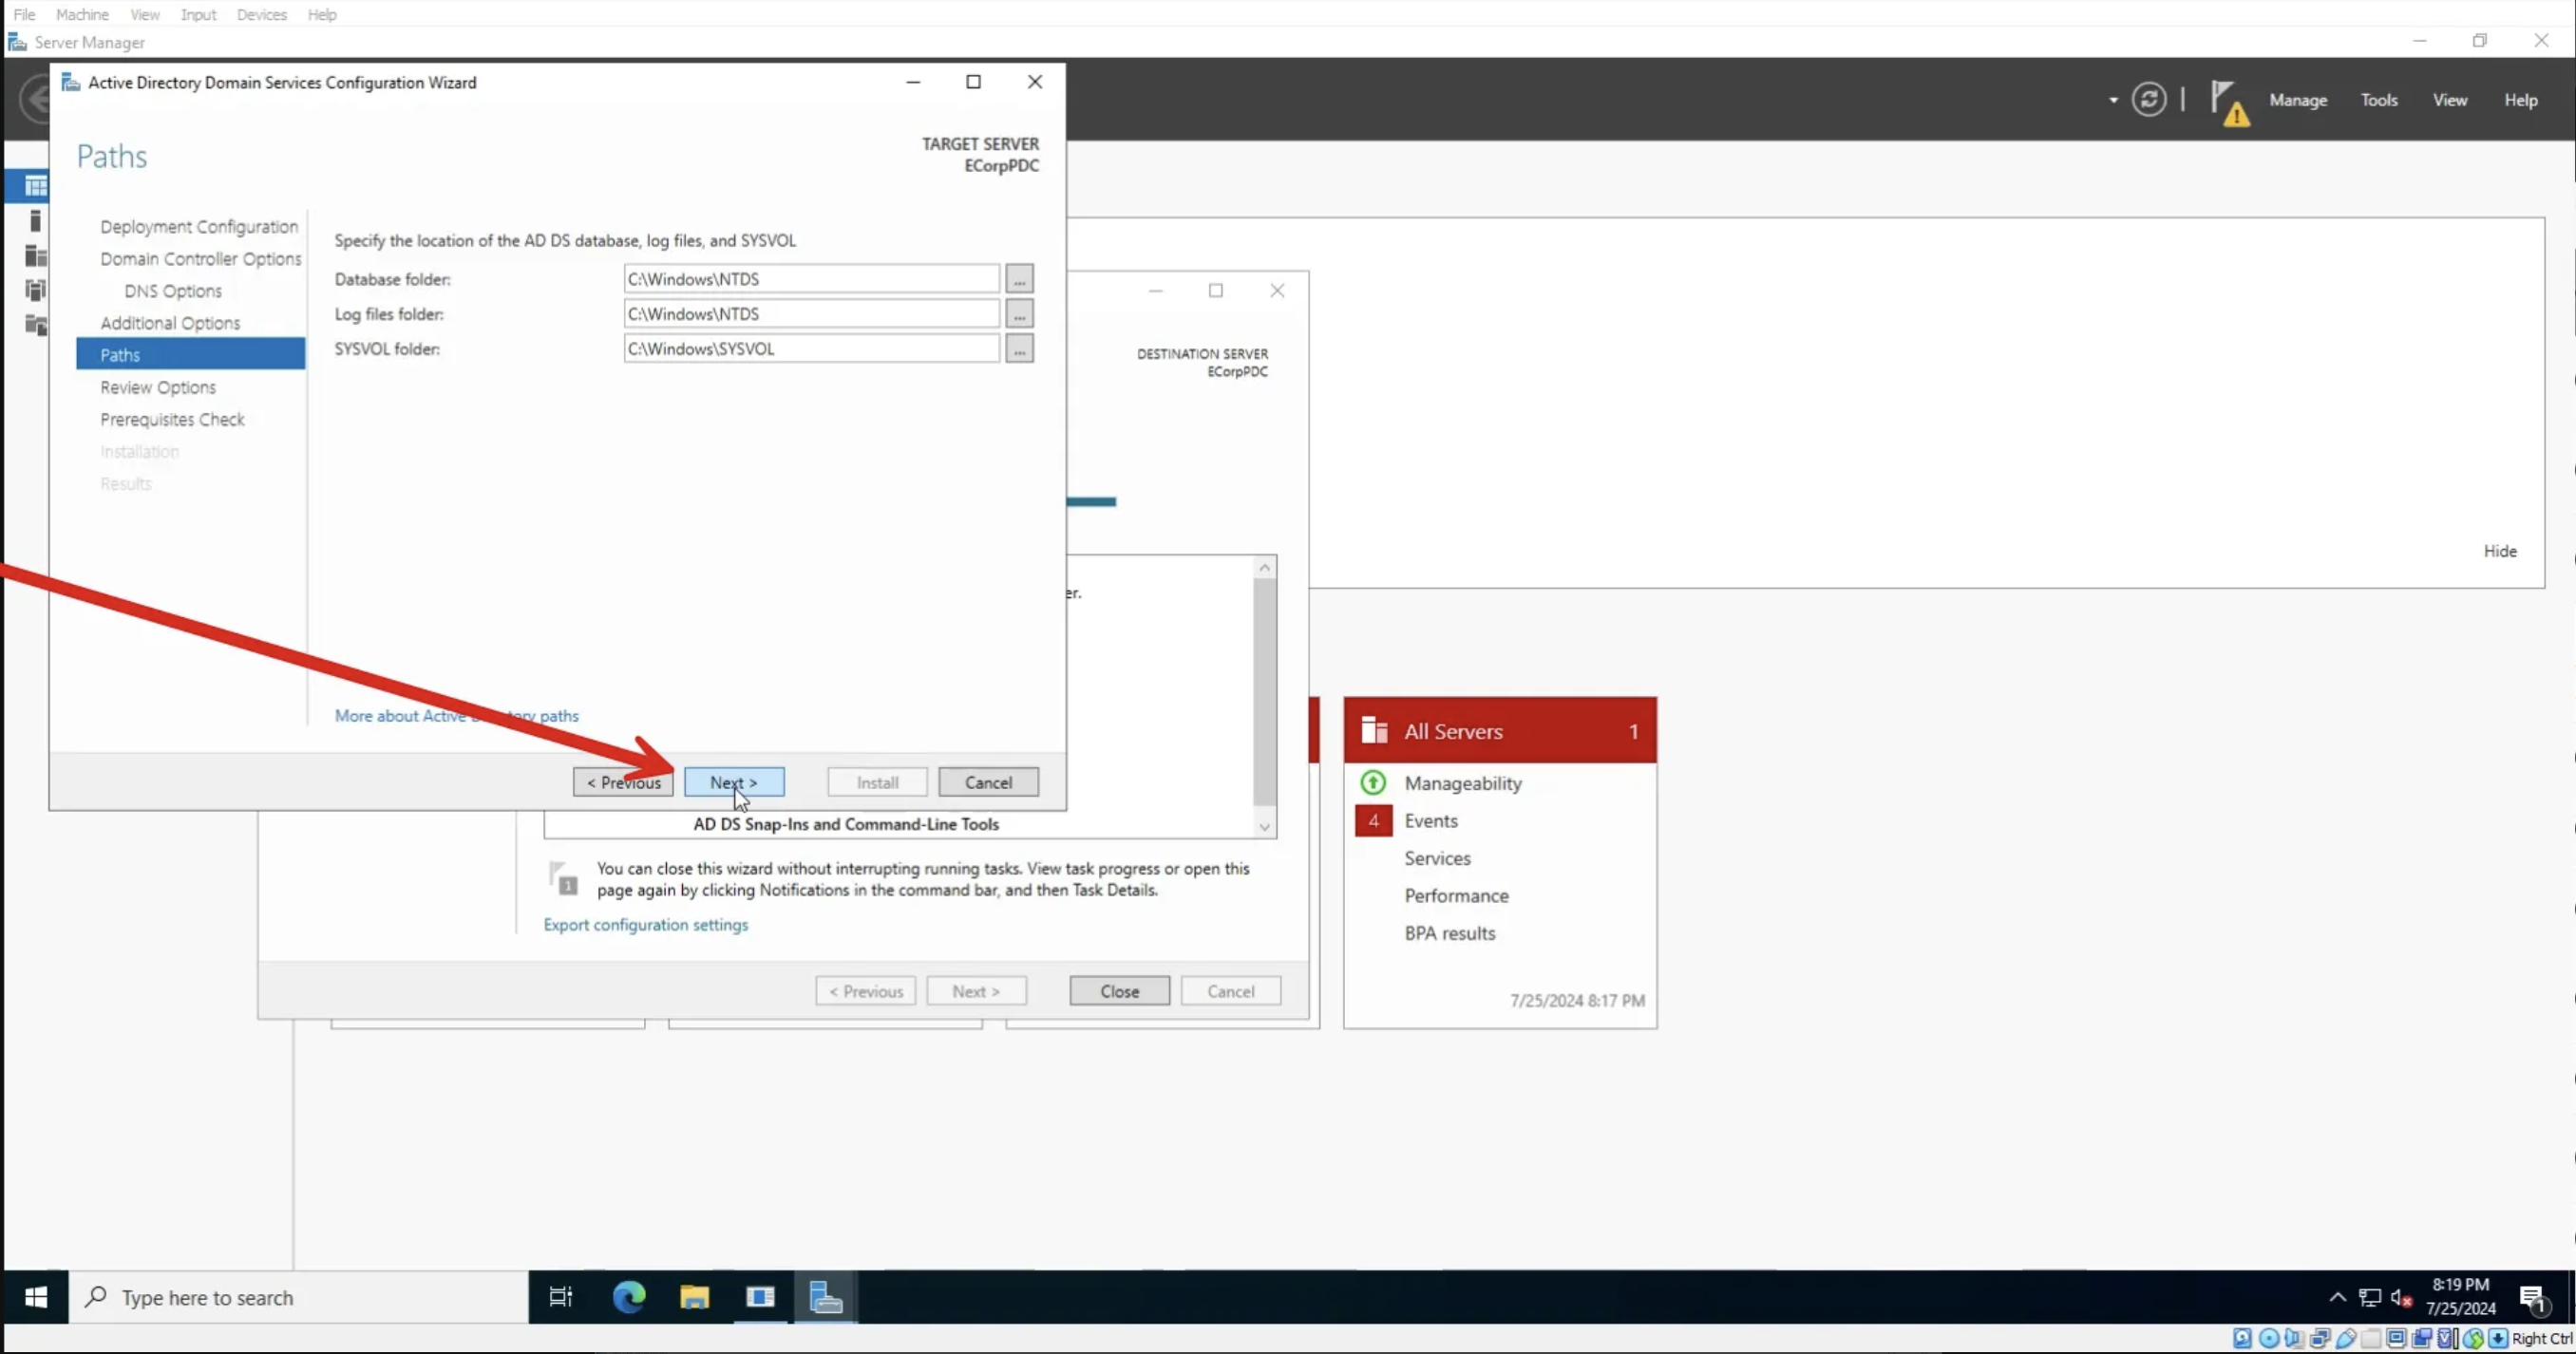 File Machine View Input Devices Help
Server Manager
Active Directory Domain Services Configuration Wizard
Manage Tools View Help
Paths
TARGET SERVER
ECorpPDC
Deployment Configuration
Domain Controller Options
DNS Options
Additional Options
Paths
Review Options
Prerequisites Check
Installation
Results
Specify the location of the AD DS database, log files, and SYSVOL
Database folder: C:\Windows\NTDS ...
Log files folder: C:\Windows\NTDS ...
SYSVOL folder: C:\Windows\SYSVOL ...
More about Active Directory paths
< Previous Next > Install Cancel
DESTINATION SERVER
ECorpPDC
er.
AD DS Snap-Ins and Command-Line Tools
1
You can close this wizard without interrupting running tasks. View task progress or open this
page again by clicking Notifications in the command bar, and then Task Details.
Export configuration settings
< Previous Next > Close Cancel
Hide
All Servers 1
Manageability
4 Events
Services
Performance
BPA results
7/25/2024 8:17 PM
Type here to search
8:19 PM
7/25/2024
1
Right Ctrl